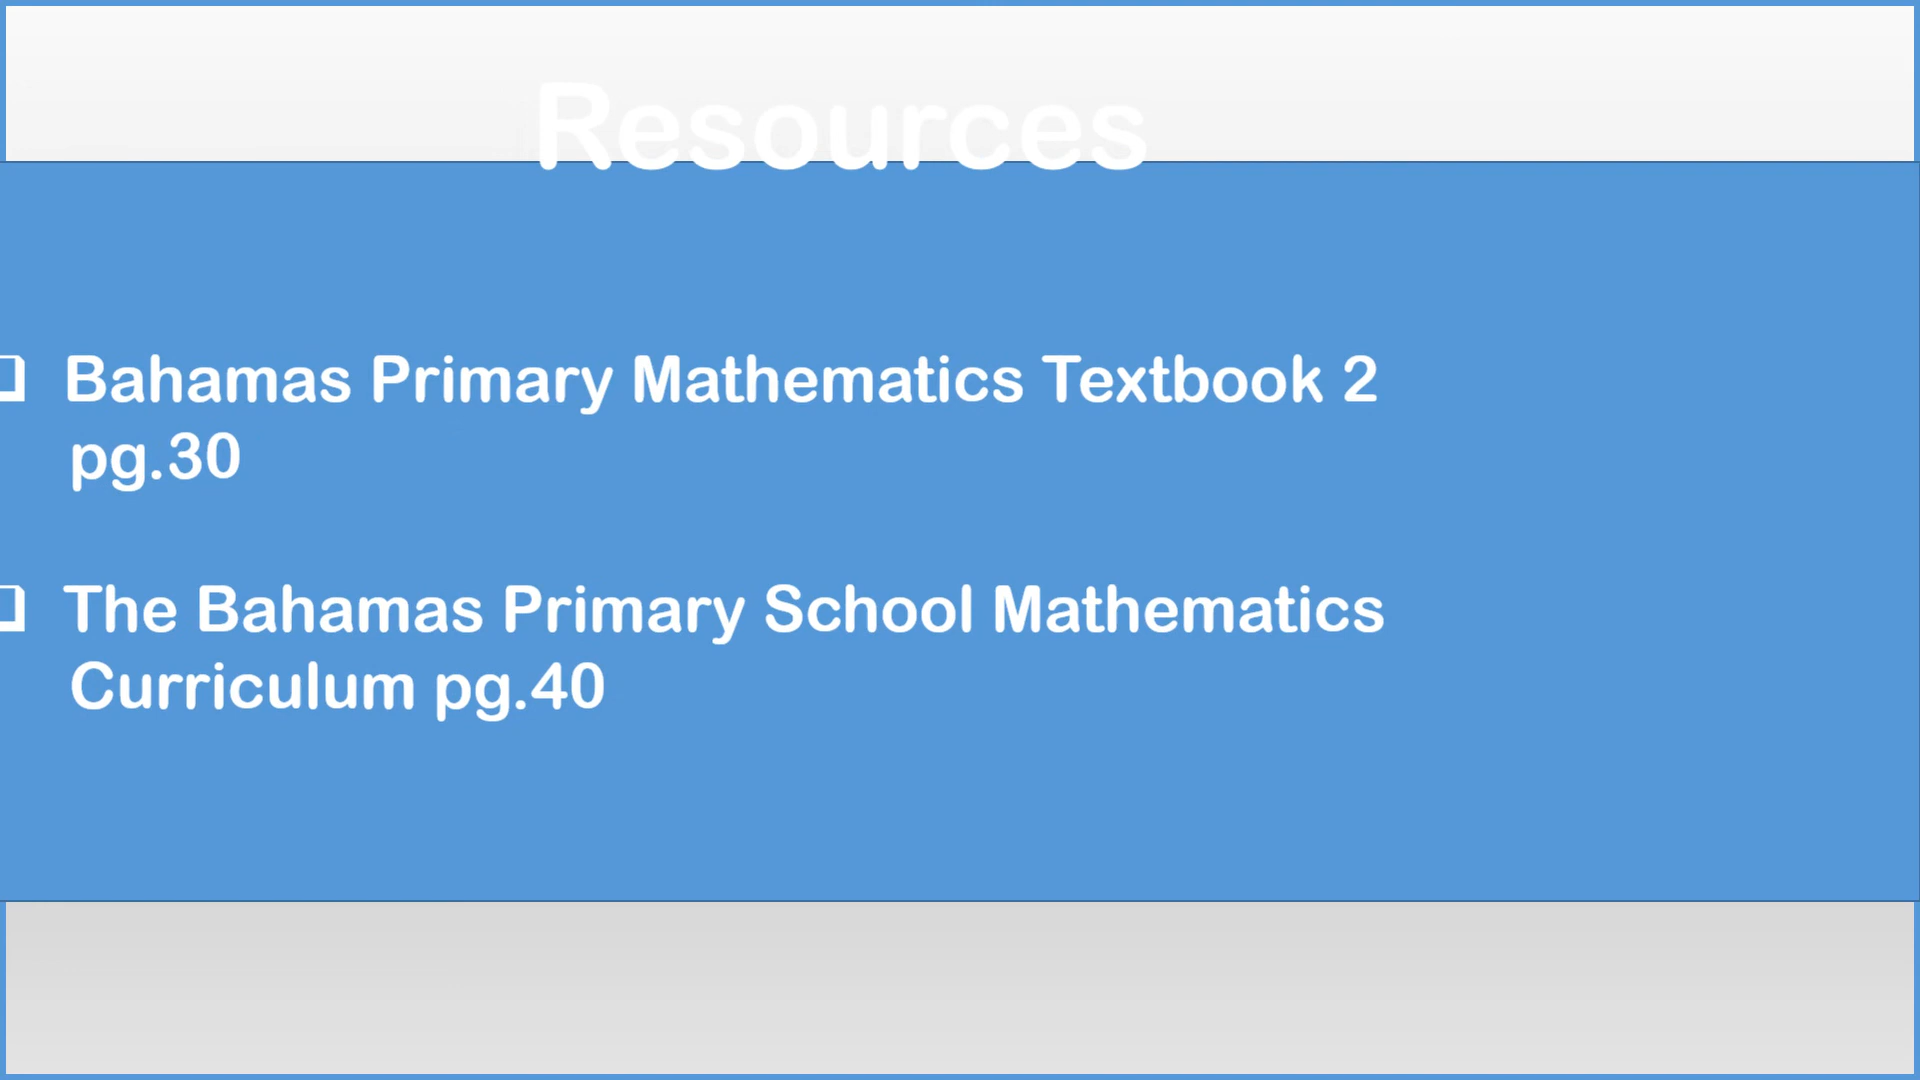 Resources
❑ Bahamas Primary Mathematics Textbook 2
pg.30
❑ The Bahamas Primary School Mathematics
Curriculum pg.40